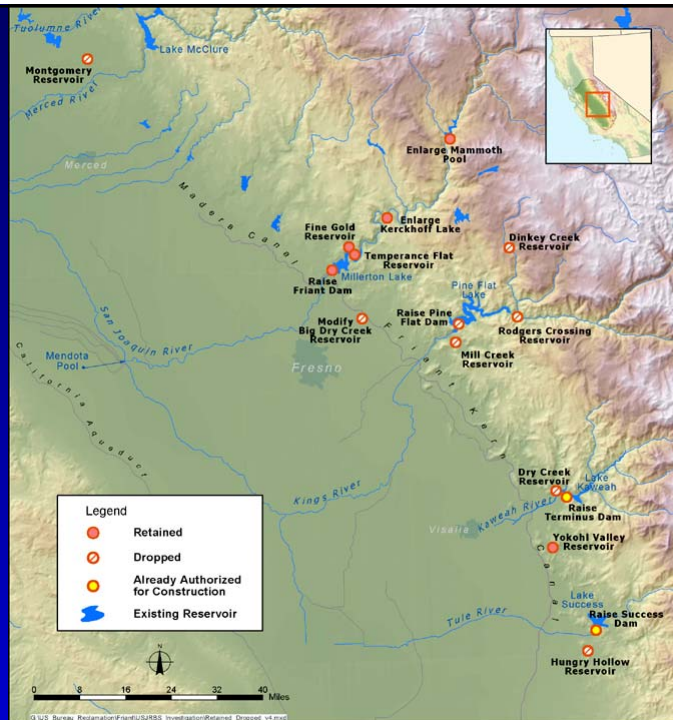 Tuolumne River
Lake McClure
Montgomery
Reservoir
Merced River
Merced
Enlarge Mammoth
Pool
Madera Canal
Enlarge
Kerckhoff Lake
Fine Gold
Reservoir
Dinkey Creek
Reservoir
Temperance Flat
Reservoir
Millerton Lake
Raise
Friant Dam
Pine Flat
Lake
San Joaquin River
Modify
Big Dry Creek
Reservoir
Raise Pine
Flat Dam
Rodgers Crossing
Reservoir
Mill Creek
Reservoir
Mendota
Pool
Fresno
California Aqueduct
Friant Kern Canal
Kings River
Dry Creek
Reservoir
Lake
Kaweah
Kaweah River
Raise
Terminus Dam
Visalia
Yokohl Valley
Reservoir
Lake
Success
Tule River
Raise Success
Dam
Hungry Hollow
Reservoir
Legend
Retained
Dropped
Already Authorized
for Construction
Existing Reservoir
N
0 8 16 24 32 40
Miles
G:\US_Bureau_Reclamation\Friant\USJRBS_Investigation\Retained_Dropped_v4.mxd